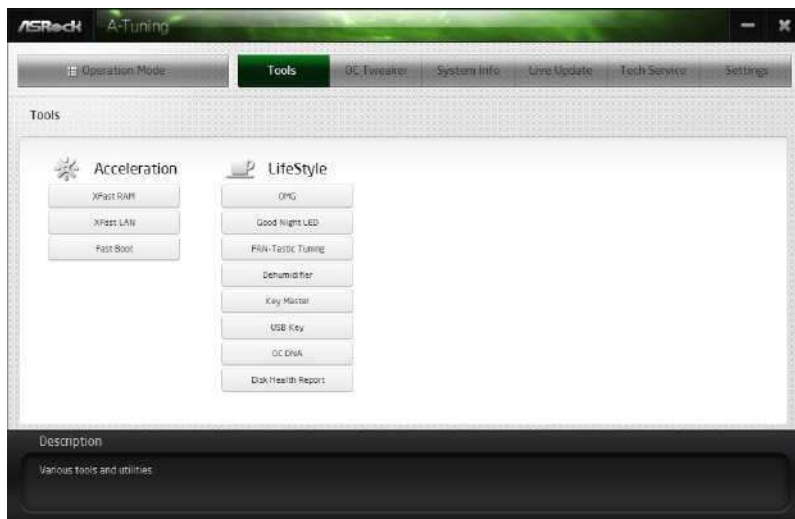 ASRock A-Tuning
Operation Mode Tools OC Tweaker System Info Live Update Tech Service Settings
Tools
Acceleration
XFast RAM
XFast LAN
Fast Boot
LifeStyle
OMG
Good Night LED
FAN-Tastic Tuning
Dehumidifier
Key Master
USB Key
OC DNA
Disk Health Report
Description
Various tools and utilities